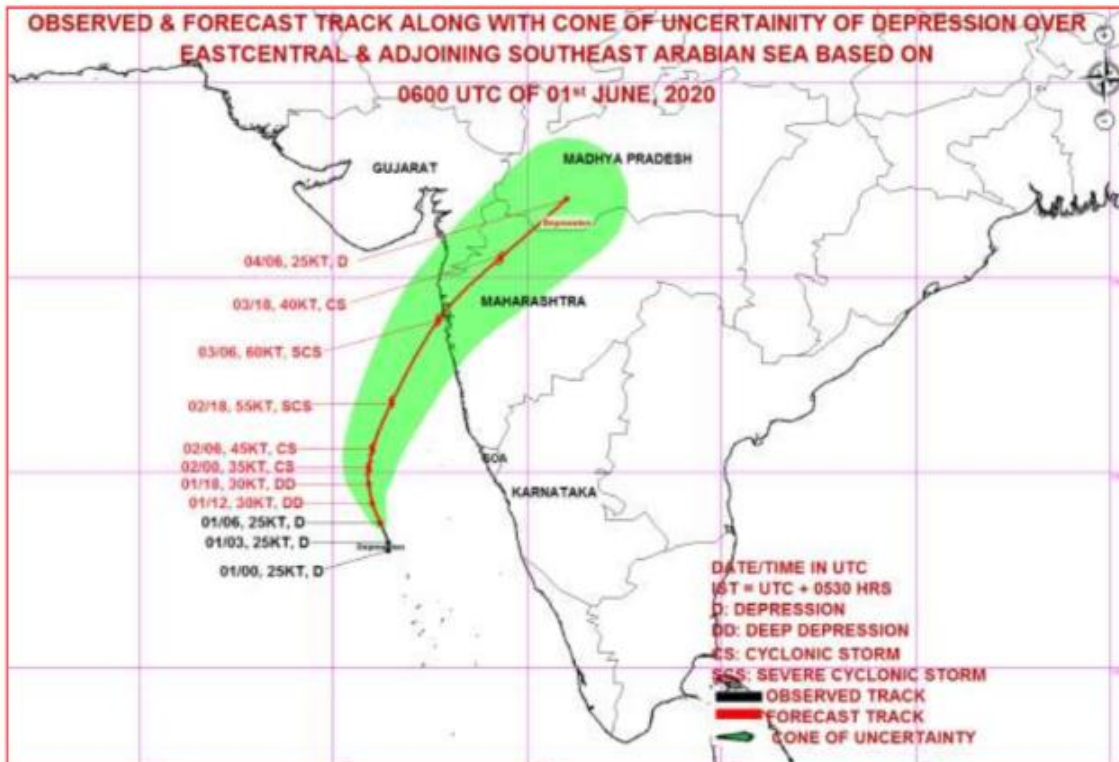 OBSERVED & FORECAST TRACK ALONG WITH CONE OF UNCERTAINITY OF DEPRESSION OVER
EASTCENTRAL & ADJOINING SOUTHEAST ARABIAN SEA BASED ON
0600 UTC OF 01st JUNE, 2020
MADHYA PRADESH
GUJARAT
Depression
04/06, 25KT, D
03/18, 40KT, CS
MAHARASHTRA
03/06, 60KT, SCS
02/18, 55KT, SCS
02/06, 45KT, CS
GOA
02/00, 35KT, CS
01/18, 30KT, DD
KARNATAKA
01/12, 30KT, DD
01/06, 25KT, D
01/03, 25KT, D
Depression
01/00, 25KT, D
DATE/TIME IN UTC
IST = UTC + 0530 HRS
D: DEPRESSION
DD: DEEP DEPRESSION
CS: CYCLONIC STORM
SCS: SEVERE CYCLONIC STORM
OBSERVED TRACK
FORECAST TRACK
CONE OF UNCERTAINTY